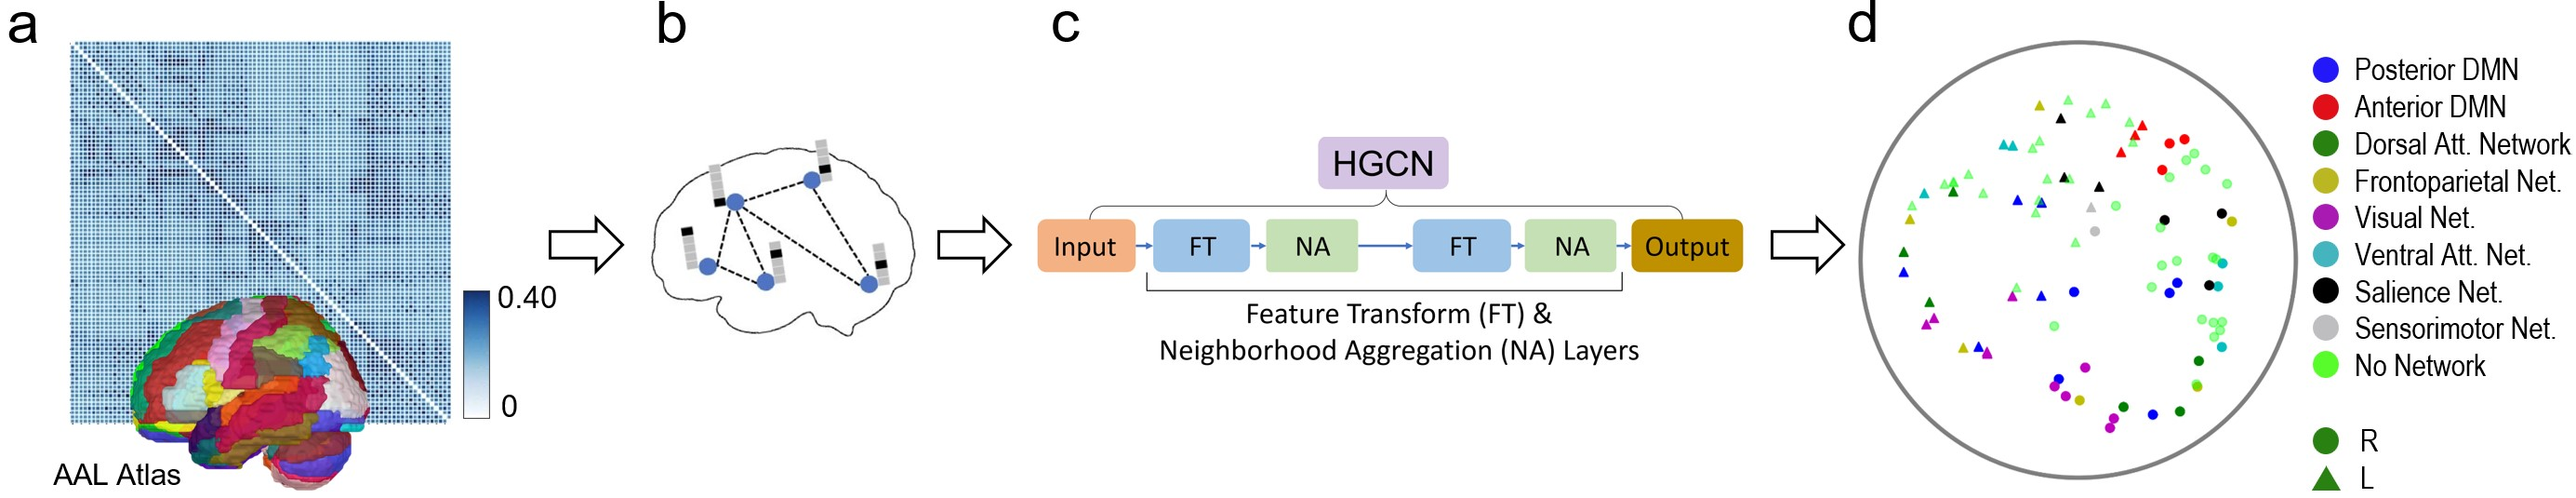 a
0.40
0
AAL Atlas
b
c
HGCN
Input
FT
NA
FT
NA
Output
Feature Transform (FT) &
Neighborhood Aggregation (NA) Layers
d
Posterior DMN
Anterior DMN
Dorsal Att. Network
Frontoparietal Net.
Visual Net.
Ventral Att. Net.
Salience Net.
Sensorimotor Net.
No Network
R
L